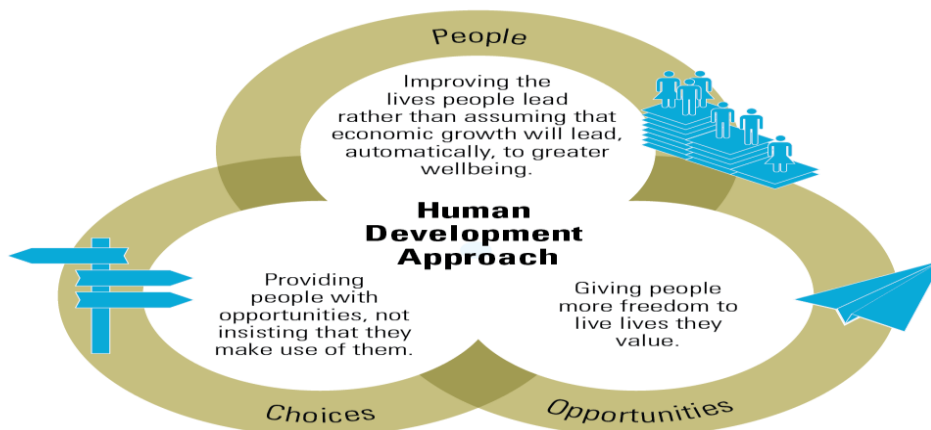 People
Improving the
lives people lead
rather than assuming that
economic growth will lead,
automatically, to greater
wellbeing.
Human
Development
Approach
Providing
people with
opportunities, not
insisting that they
make use of them.
Giving people
more freedom to
live lives they
value.
Choices
Opportunities